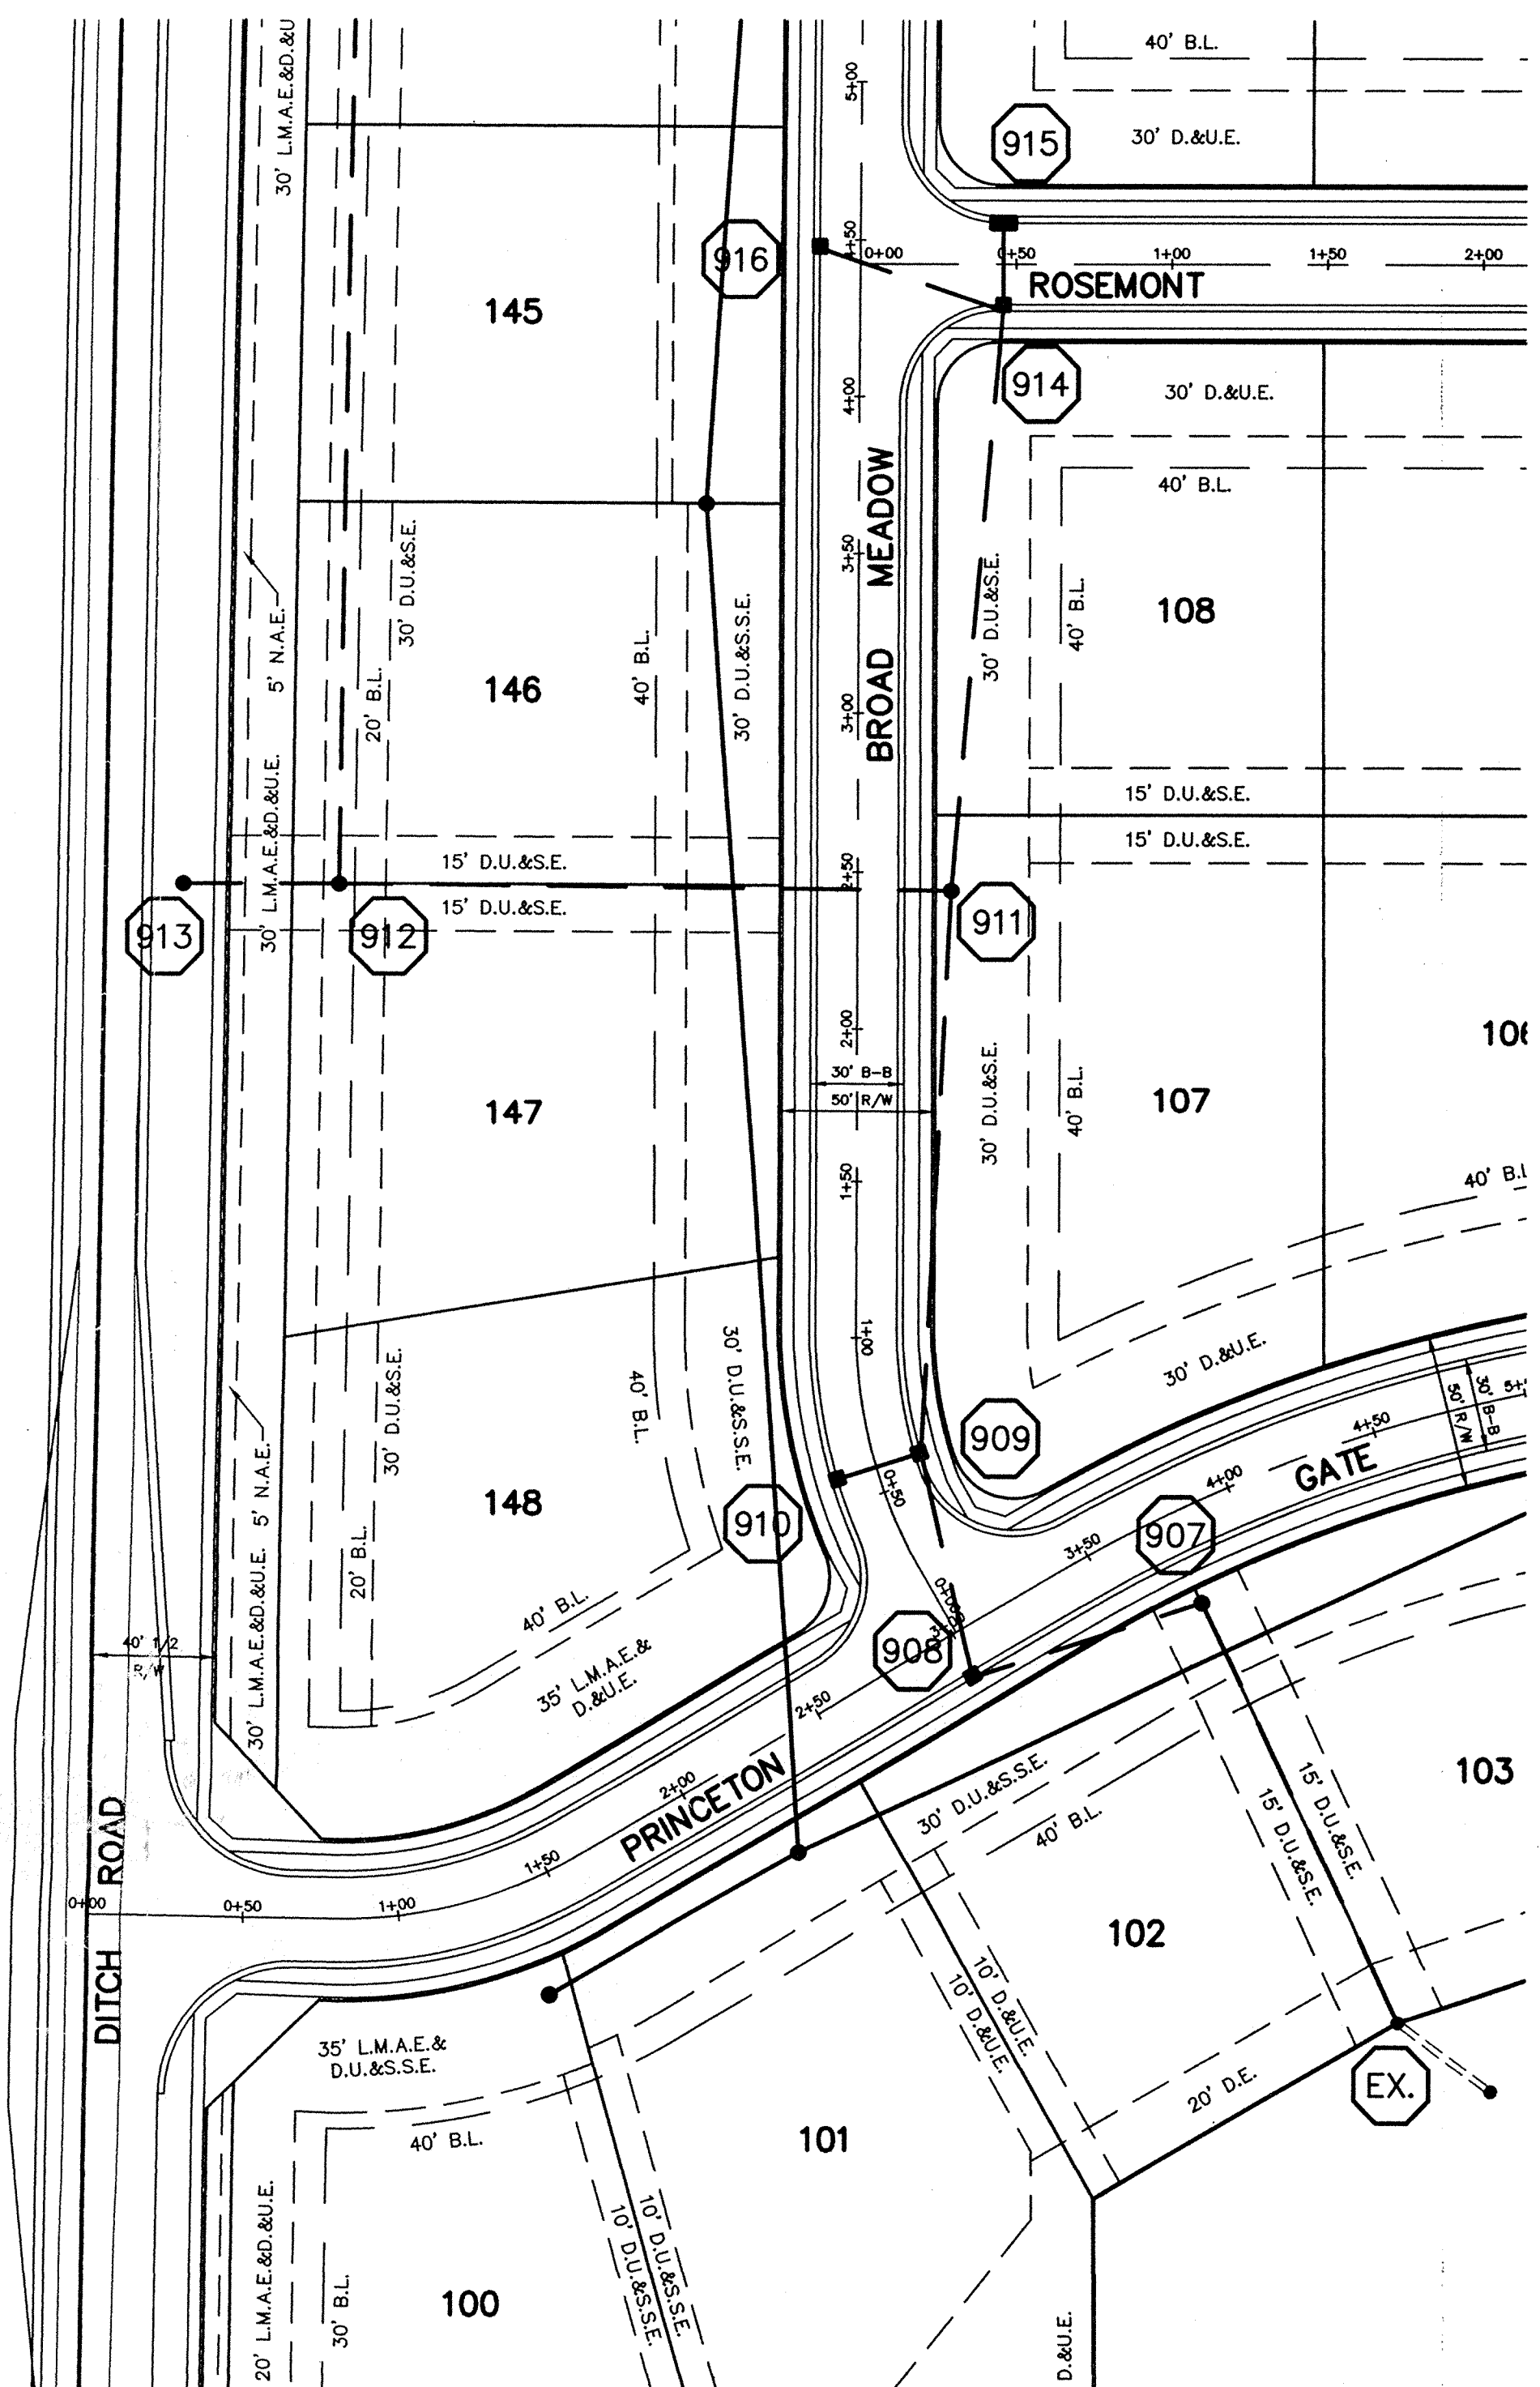 40' B.L.
30' L.M.A.E.&D.&U
5+00
915
30' D.&U.E.
916
4+50
0+00
0+50
1+00
1+50
2+00
ROSEMONT
145
914
4+00
30' D.&U.E.
40' B.L.
BROAD MEADOW
3+50
30' D.U.&S.E.
5' N.A.E.
20' B.L.
40' B.L.
30' D.U.&S.S.E.
30' D.U.&S.E.
40' B.L.
108
146
3+00
30' L.M.A.E.&D.&U.E.
15' D.U.&S.E.
15' D.U.&S.E.
15' D.U.&S.E.
2+50
15' D.U.&S.E.
913
912
911
2+00
106
30' B-B
50' R/W
147
30' D.U.&S.E.
40' B.L.
107
1+50
40' B.L
1+00
30' D.U.&S.E.
40' B.L.
30' D.U.&S.S.E.
30' D.&U.E.
50' R/W
30' B-B
5+
4+50
909
GATE
4+00
5' N.A.E.
148
910
0+50
907
3+50
20' B.L.
40' B.L.
0+00
3+00
908
40' 1/2
R/W
30' L.M.A.E.&D.&U.E.
35' L.M.A.E.&
D.&U.E.
2+50
2+00
PRINCETON
1+50
30' D.U.&S.S.E.
40' B.L.
15' D.U.&S.E.
15' D.U.&S.E.
103
DITCH ROAD
0+00
0+50
1+00
102
10' D.&U.E.
10' D.&U.E.
35' L.M.A.E.&
D.U.&S.S.E.
20' D.E.
EX.
40' B.L.
101
20' L.M.A.E.&D.&U.E.
30' B.L.
100
10' D.U.&S.S.E.
10' D.U.&S.S.E.
D.&U.E.